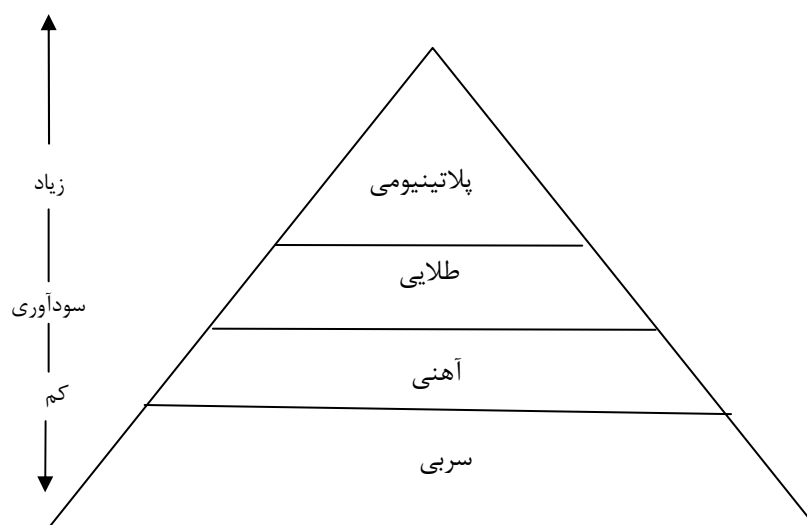 زیاد
سودآوری
کم
پلاتینیومی
طلایی
آهنی
سربی